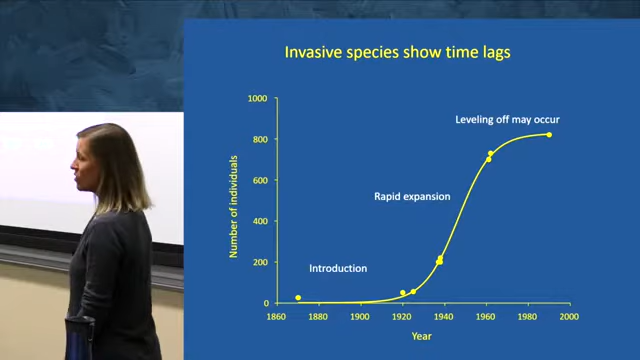 Invasive species show time lags
1000
800
600
400
200
0
Number of individuals
Leveling off may occur
Rapid expansion
Introduction
1860 1880 1900 1920 1940 1960 1980 2000
Year